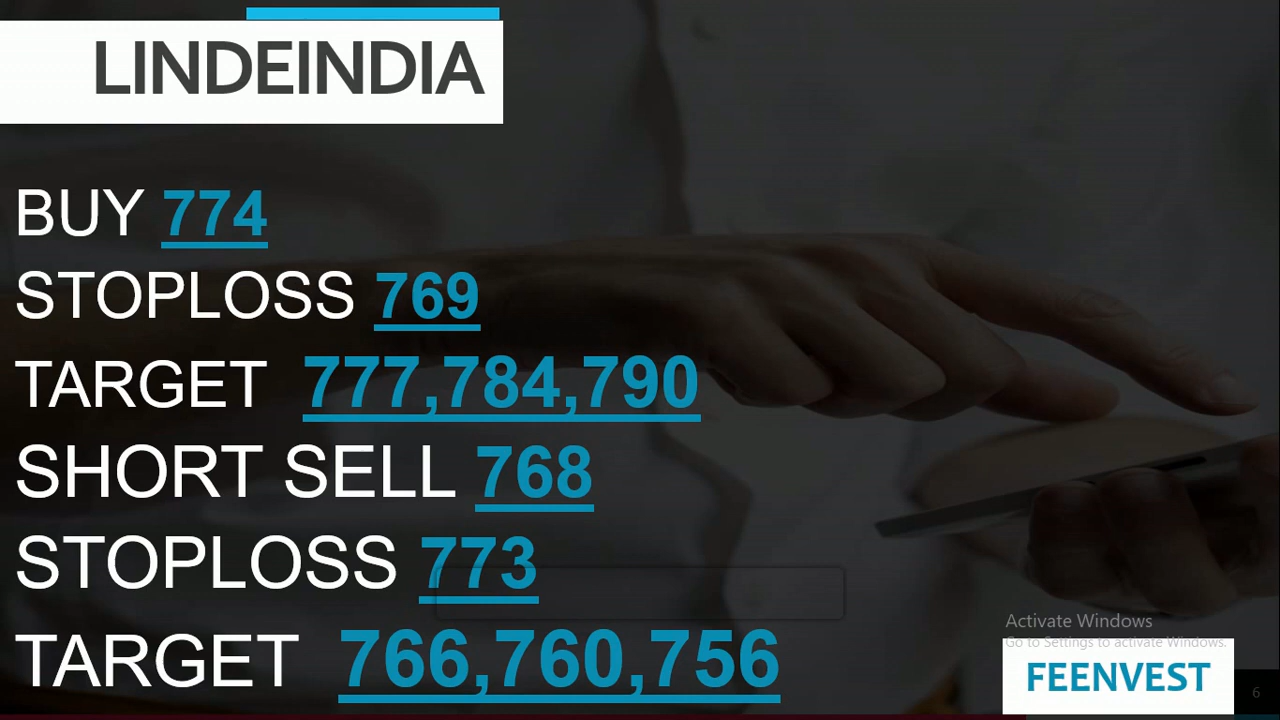 LINDEINDIA
BUY 774
STOPLOSS 769
TARGET 777,784,790
SHORT SELL 768
STOPLOSS 773
TARGET 766,760,756
Activate Windows
Go to Settings to activate Windows.
FEENVEST
6